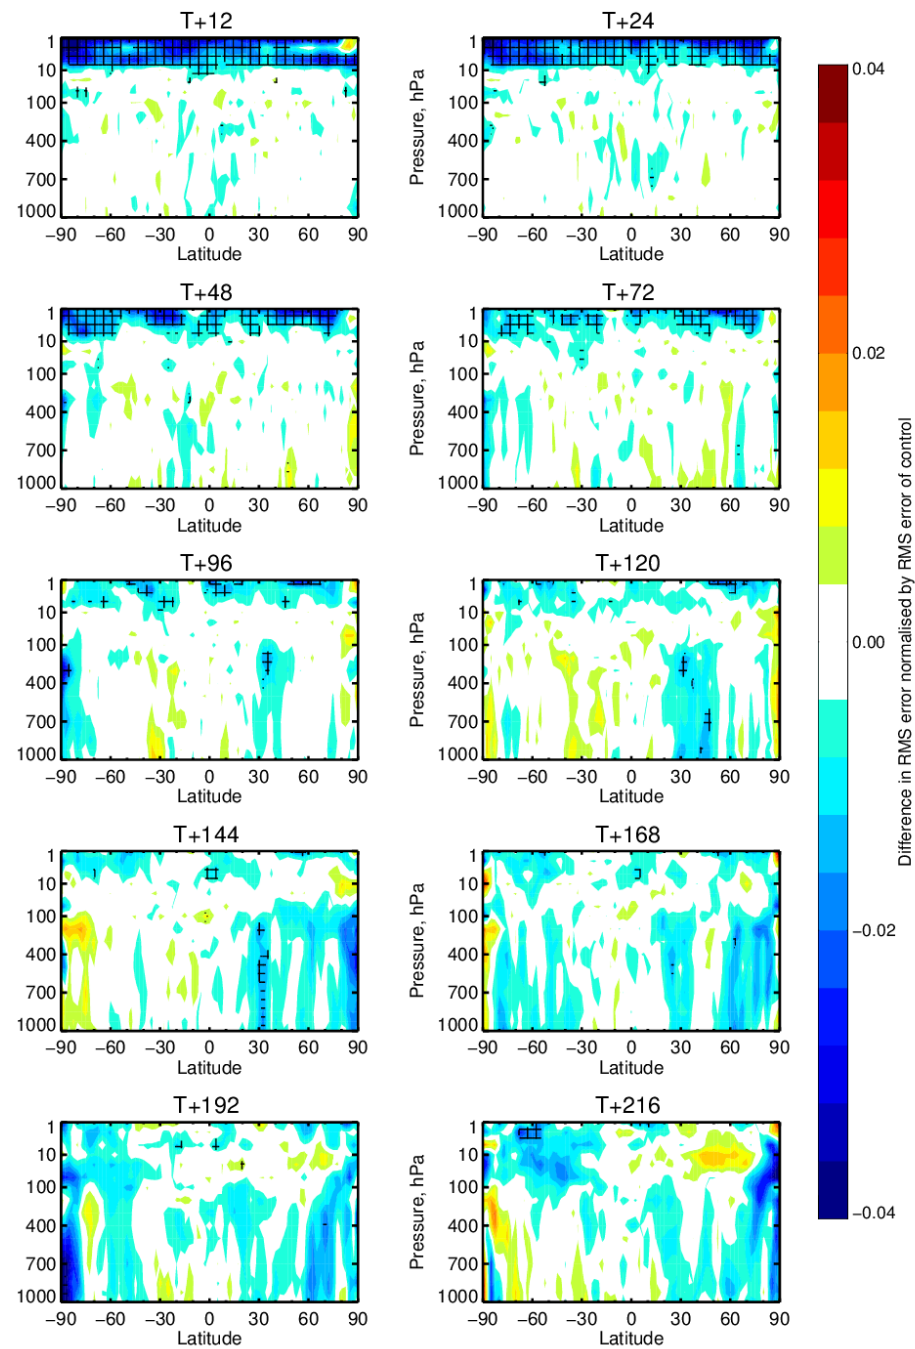 T+12
T+24
1
10
100
400
700
1000
−90 −60 −30 0 30 60 90
Latitude
Pressure, hPa
1
10
100
400
700
1000
−90 −60 −30 0 30 60 90
Latitude
T+48
T+72
1
10
100
400
700
1000
−90 −60 −30 0 30 60 90
Latitude
Pressure, hPa
1
10
100
400
700
1000
−90 −60 −30 0 30 60 90
Latitude
T+96
T+120
1
10
100
400
700
1000
−90 −60 −30 0 30 60 90
Latitude
Pressure, hPa
1
10
100
400
700
1000
−90 −60 −30 0 30 60 90
Latitude
T+144
T+168
1
10
100
400
700
1000
−90 −60 −30 0 30 60 90
Latitude
Pressure, hPa
1
10
100
400
700
1000
−90 −60 −30 0 30 60 90
Latitude
T+192
T+216
1
10
100
400
700
1000
−90 −60 −30 0 30 60 90
Latitude
Pressure, hPa
1
10
100
400
700
1000
−90 −60 −30 0 30 60 90
Latitude
0.04
0.02
0.00
−0.02
−0.04
Difference in RMS error normalised by RMS error of control